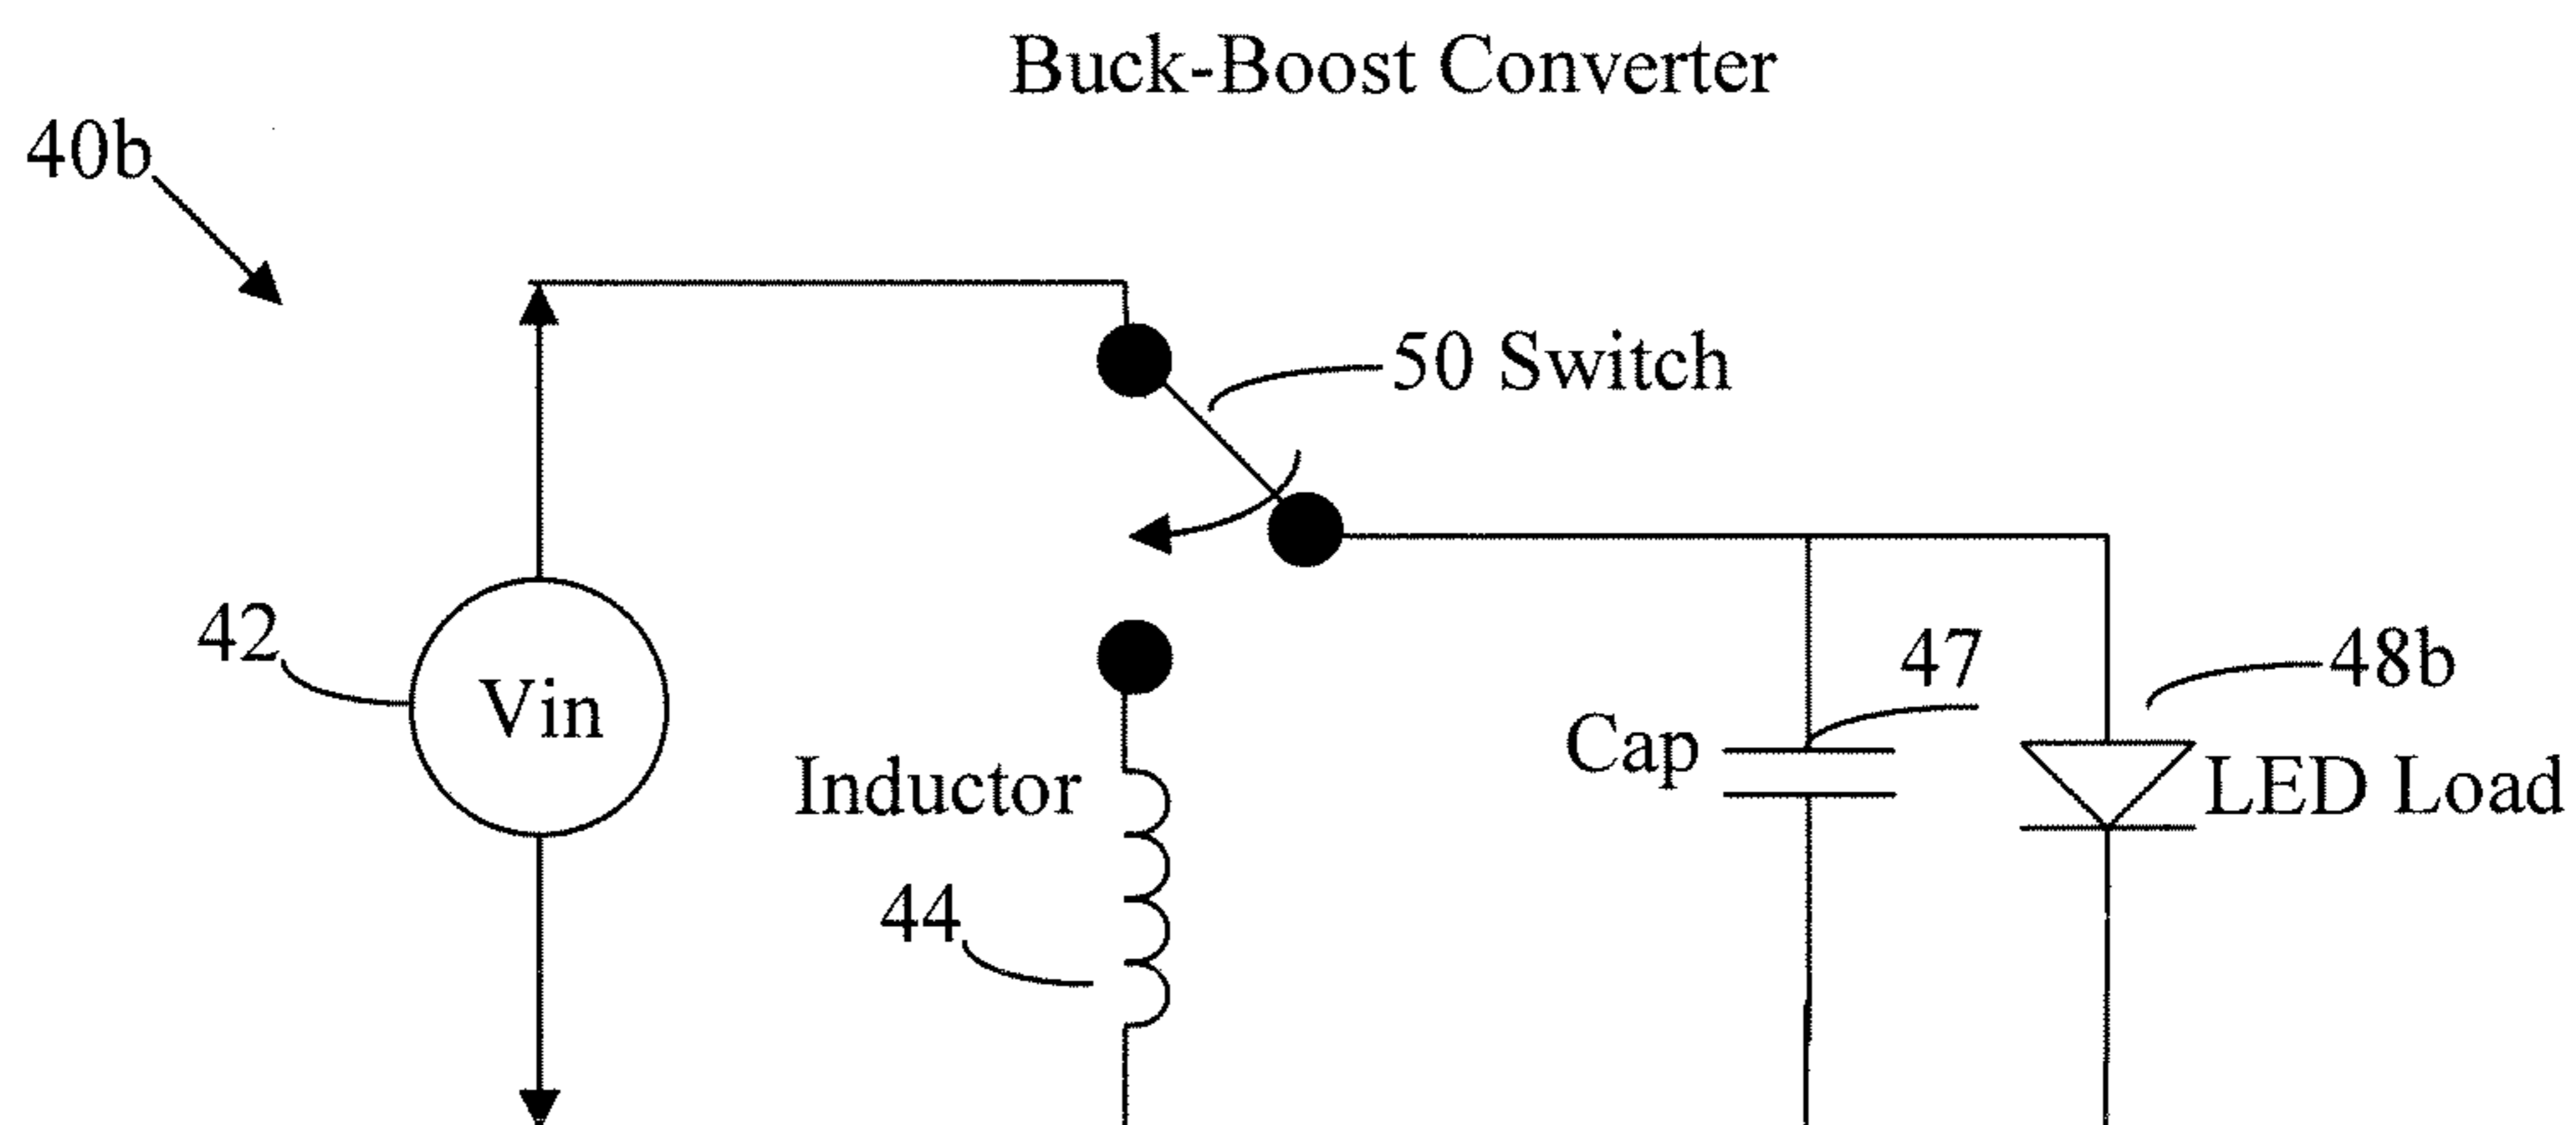 Buck-Boost Converter
40b
50 Switch
42
Vin
47
48b
Cap
Inductor
LED Load
44